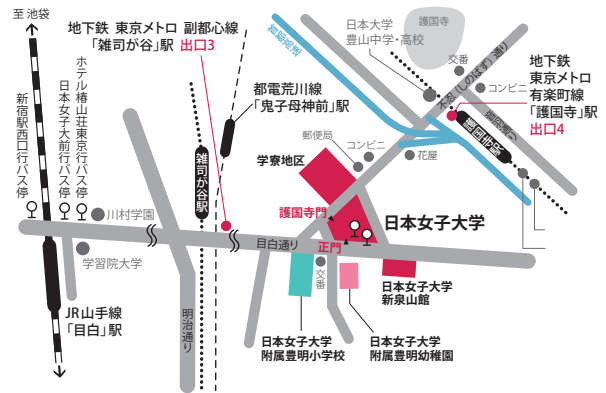 至 池袋
地下鉄 東京メトロ 副都心線
「雑司が谷」駅 出口3
日本大学
豊山中学・高校
護国寺
交番
不忍(しのばず)通り
コンビニ
地下鉄
東京メトロ
有楽町線
「護国寺」駅
出口4
首都高速
音羽通り
護国寺駅
都電荒川線
「鬼子母神前」駅
ホテル椿山荘東京行バス停
日本女子大前行バス停
新宿駅西口行バス停
雑司が谷駅
郵便局
コンビニ
花屋
学寮地区
護国寺門
日本女子大学
川村学園
目白通り
正門
学習院大学
交番
日本女子大学
新泉山館
JR山手線
「目白」駅
明治通り
日本女子大学
附属豊明小学校
日本女子大学
附属豊明幼稚園